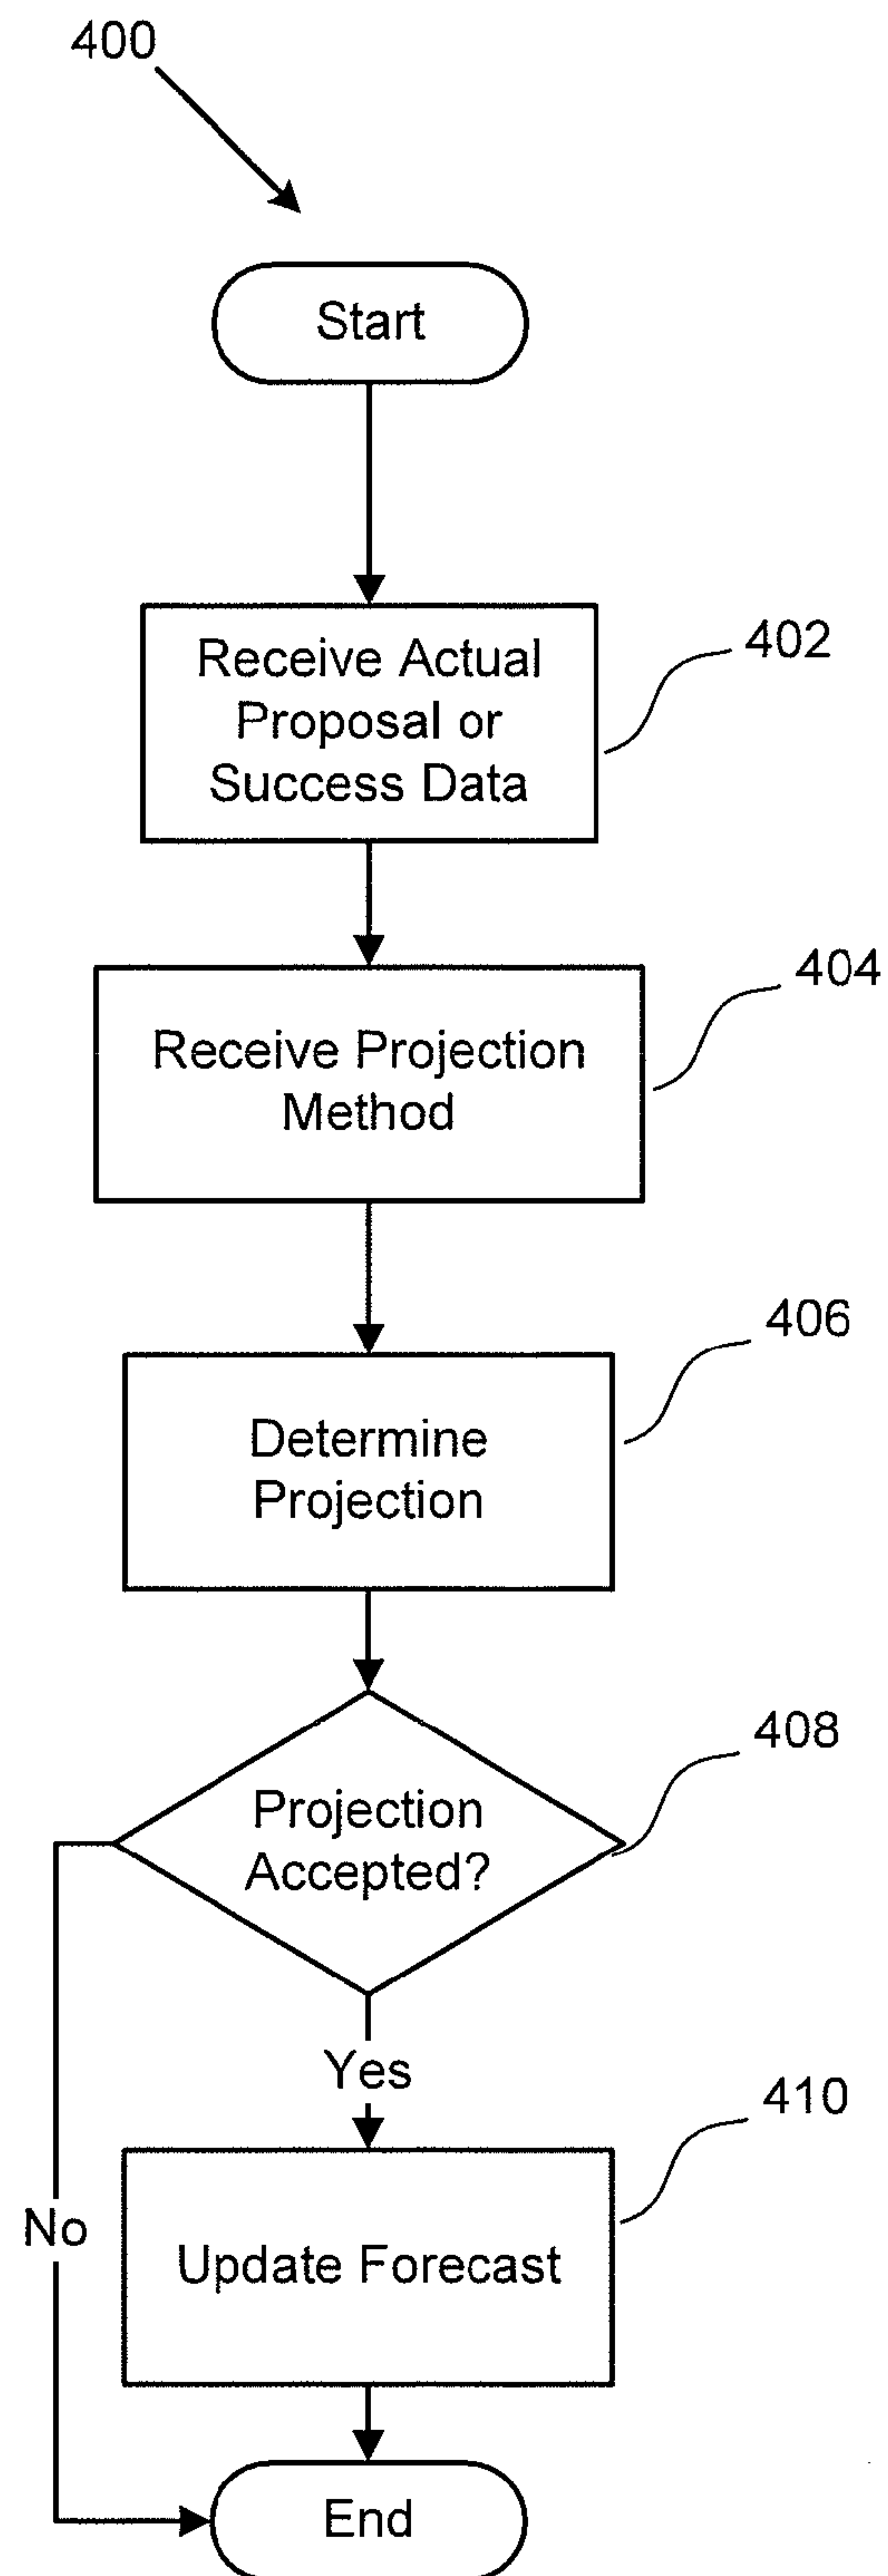 400
Start
Receive Actual
Proposal or
Success Data
402
Receive Projection
Method
404
Determine
Projection
406
Projection
Accepted?
408
Yes
No
Update Forecast
410
End